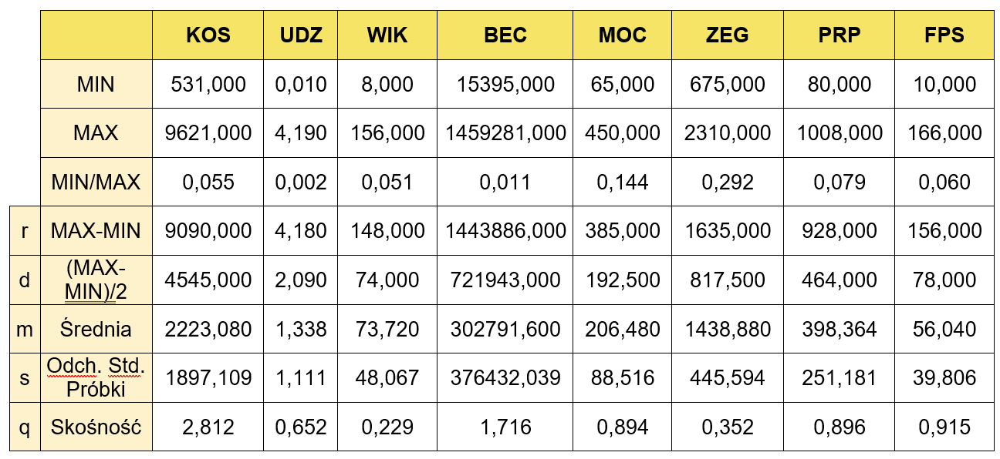 KOS UDZ WIK BEC MOC ZEG PRP FPS
MIN 531,000 0,010 8,000 15395,000 65,000 675,000 80,000 10,000
MAX 9621,000 4,190 156,000 1459281,000 450,000 2310,000 1008,000 166,000
MIN/MAX 0,055 0,002 0,051 0,011 0,144 0,292 0,079 0,060
r MAX-MIN 9090,000 4,180 148,000 1443886,000 385,000 1635,000 928,000 156,000
d (MAX-
MIN)/2 4545,000 2,090 74,000 721943,000 192,500 817,500 464,000 78,000
m Średnia 2223,080 1,338 73,720 302791,600 206,480 1438,880 398,364 56,040
s Odch. Std.
Próbki 1897,109 1,111 48,067 376432,039 88,516 445,594 251,181 39,806
q Skośność 2,812 0,652 0,229 1,716 0,894 0,352 0,896 0,915